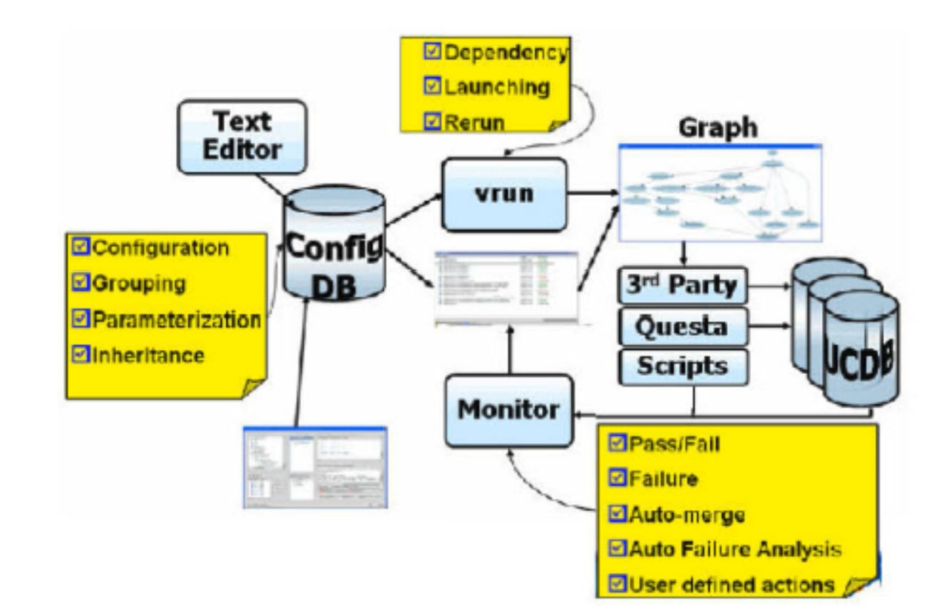 Dependency
Launching
Rerun
Text
Editor
Graph
vrun
Config
DB
Configuration
Grouping
Parameterization
Inheritance
3rd Party
Questa
Scripts
UCDB
Monitor
Pass/Fail
Failure
Auto-merge
Auto Failure Analysis
User defined actions